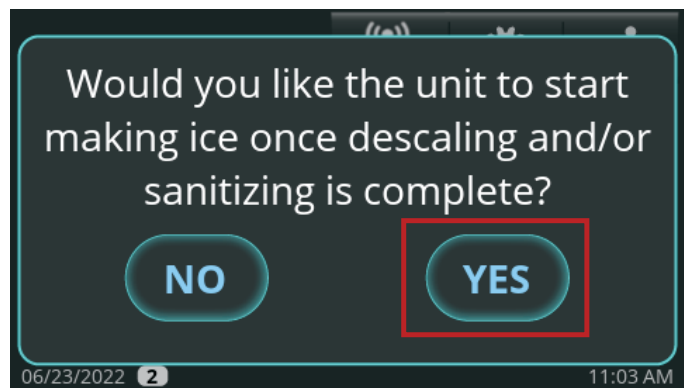 Would you like the unit to start
making ice once descaling and/or
sanitizing is complete?
NO YES
06/23/2022 2 11:03 AM